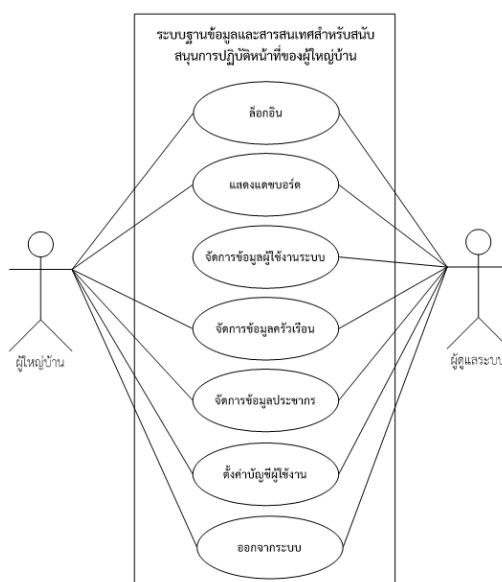 ระบบฐานข้อมูลและสารสนเทศสำหรับสนับ
สนุนการปฏิบัติหน้าที่ของผู้ใหญ่บ้าน
ล็อกอิน
แสดงแดชบอร์ด
จัดการข้อมูลผู้ใช้งานระบบ
จัดการข้อมูลครัวเรือน
ผู้ใหญ่บ้าน
ผู้ดูแลระบบ
จัดการข้อมูลประชากร
ตั้งค่าบัญชีผู้ใช้งาน
ออกจากระบบ